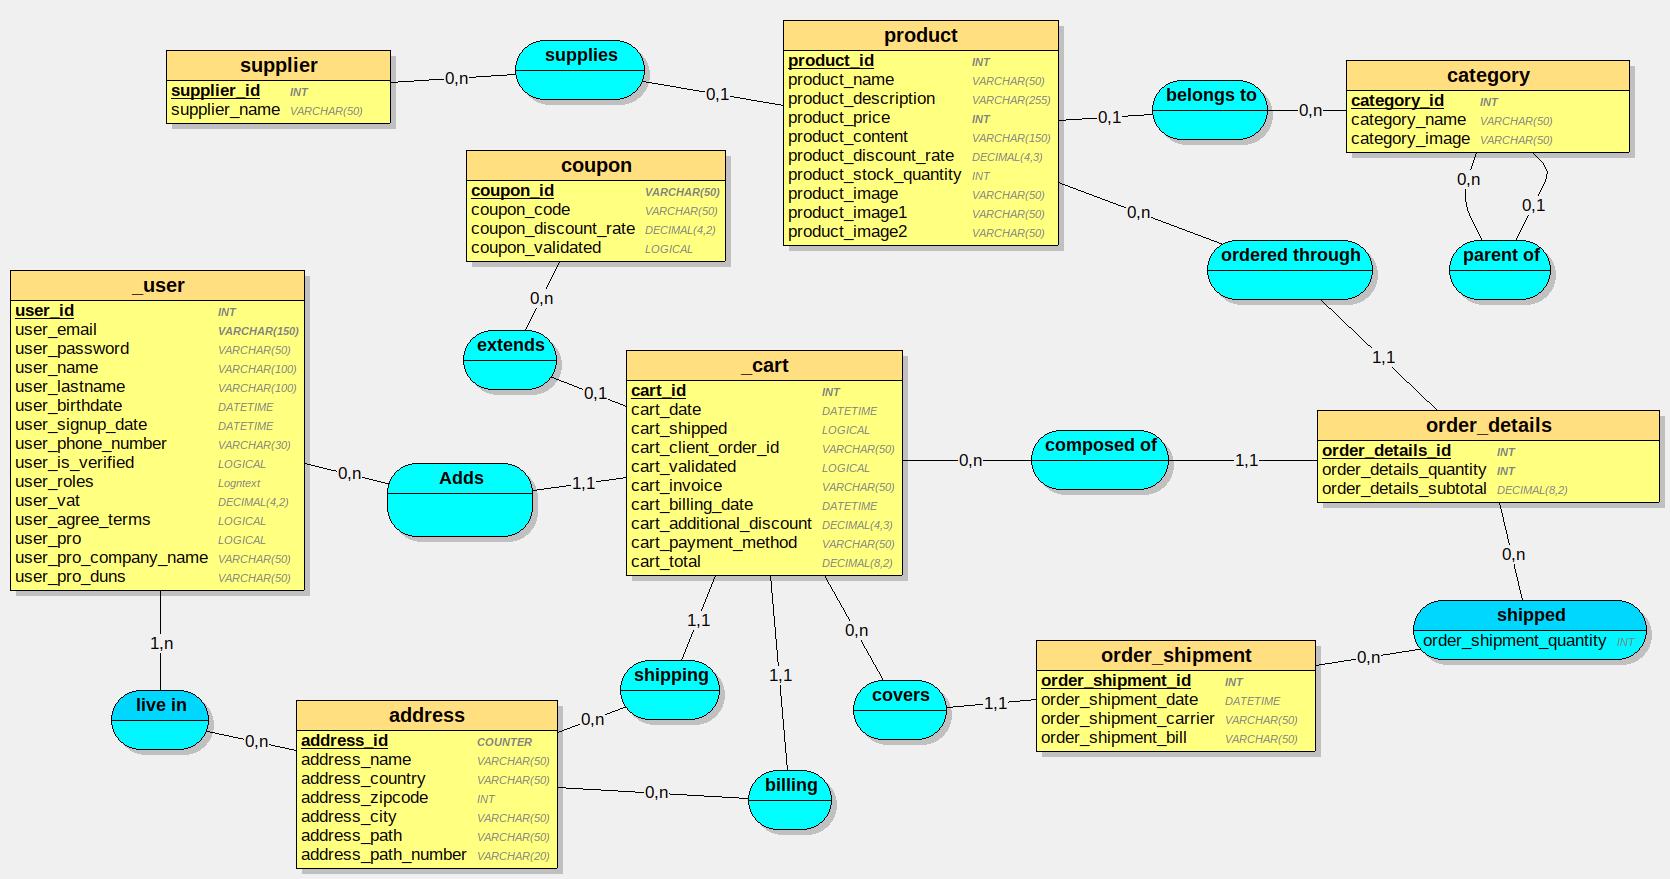 supplier
supplier_id INT
supplier_name VARCHAR(50)
0,n
supplies
0,1
product
product_id INT
product_name VARCHAR(50)
product_description VARCHAR(255)
product_price INT
product_content VARCHAR(150)
product_discount_rate DECIMAL(4,3)
product_stock_quantity INT
product_image VARCHAR(50)
product_image1 VARCHAR(50)
product_image2 VARCHAR(50)
0,1
belongs to
0,n
category
category_id INT
category_name VARCHAR(50)
category_image VARCHAR(50)
0,n
0,1
parent of
0,n
ordered through
1,1
coupon
coupon_id VARCHAR(50)
coupon_code VARCHAR(50)
coupon_discount_rate DECIMAL(4,2)
coupon_validated LOGICAL
0,n
extends
0,1
_user
user_id INT
user_email VARCHAR(150)
user_password VARCHAR(50)
user_name VARCHAR(100)
user_lastname VARCHAR(100)
user_birthdate DATETIME
user_signup_date DATETIME
user_phone_number VARCHAR(30)
user_is_verified LOGICAL
user_roles Logntext
user_vat DECIMAL(4,2)
user_agree_terms LOGICAL
user_pro LOGICAL
user_pro_company_name VARCHAR(50)
user_pro_duns VARCHAR(50)
0,n
Adds
1,1
_cart
cart_id INT
cart_date DATETIME
cart_shipped LOGICAL
cart_client_order_id VARCHAR(50)
cart_validated LOGICAL
cart_invoice VARCHAR(50)
cart_billing_date DATETIME
cart_additional_discount DECIMAL(4,3)
cart_payment_method VARCHAR(50)
cart_total DECIMAL(8,2)
0,n
composed of
1,1
order_details
order_details_id INT
order_details_quantity INT
order_details_subtotal DECIMAL(8,2)
0,n
shipped
order_shipment_quantity INT
0,n
order_shipment
order_shipment_id INT
order_shipment_date DATETIME
order_shipment_carrier VARCHAR(50)
order_shipment_bill VARCHAR(50)
1,1
covers
0,n
1,1
shipping
0,n
1,1
billing
0,n
1,n
live in
0,n
address
address_id COUNTER
address_name VARCHAR(50)
address_country VARCHAR(50)
address_zipcode INT
address_city VARCHAR(50)
address_path VARCHAR(50)
address_path_number VARCHAR(20)